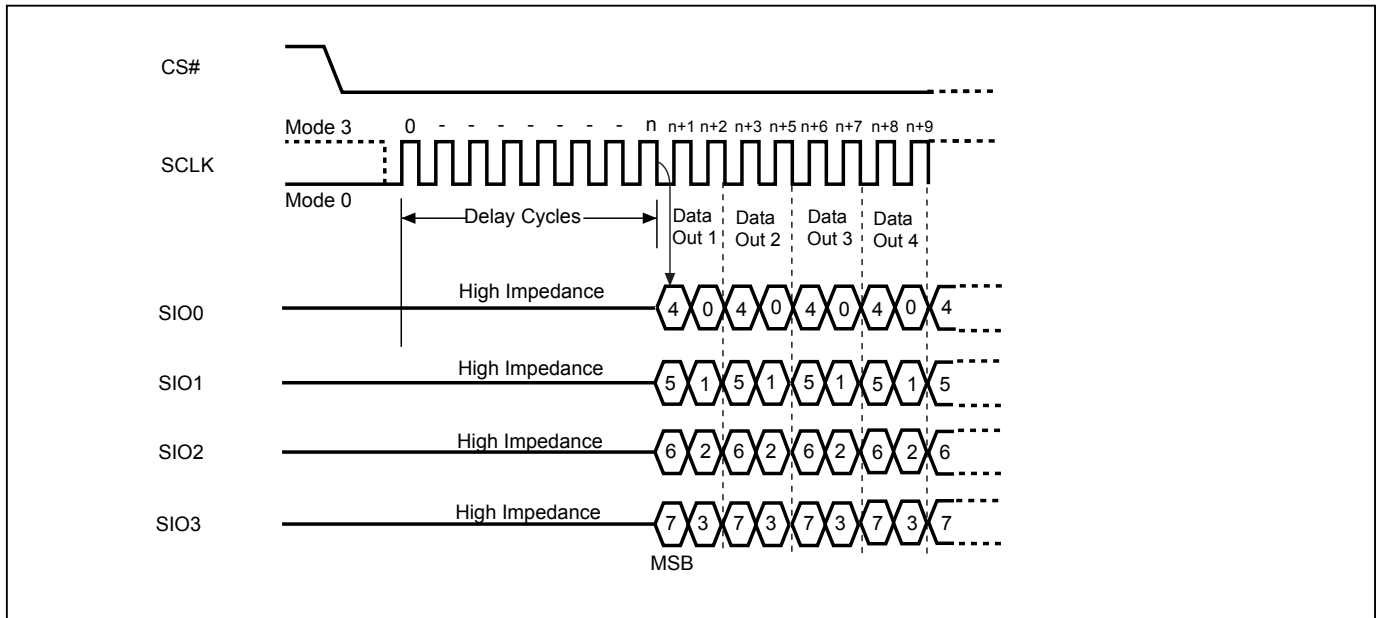 CS#
Mode 3 0 - - - - - - - n n+1 n+2 n+3 n+5 n+6 n+7 n+8 n+9
SCLK
Mode 0
Delay Cycles
Data Out 1
Data Out 2
Data Out 3
Data Out 4
High Impedance
SIO0 4 0 4 0 4 0 4 0 4
High Impedance
SIO1 5 1 5 1 5 1 5 1 5
High Impedance
SIO2 6 2 6 2 6 2 6 2 6
High Impedance
SIO3 7 3 7 3 7 3 7 3 7
MSB